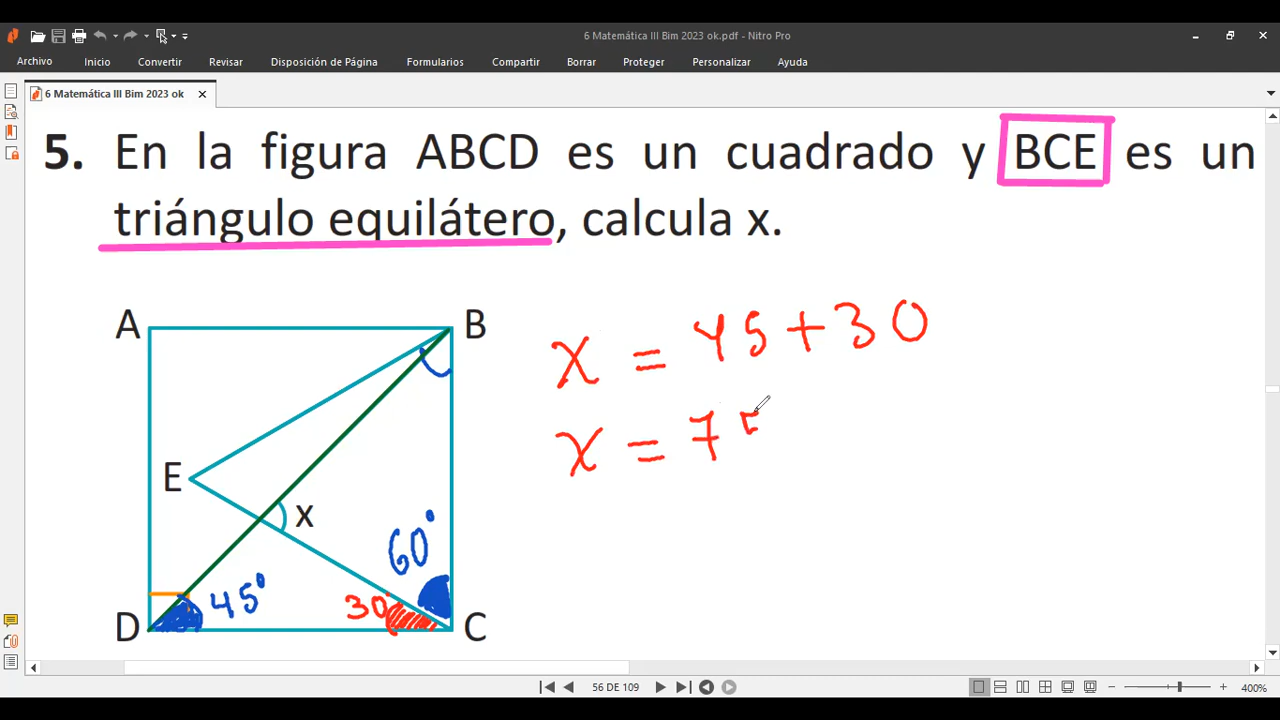 6 Matemática III Bim 2023 ok.pdf - Nitro Pro
Archivo Inicio Convertir Revisar Disposición de Página Formularios Compartir Borrar Proteger Personalizar Ayuda
6 Matemática III Bim 2023 ok
5. En la figura ABCD es un cuadrado y BCE es un
triángulo equilátero, calcula x.
A B
x = 45 + 30
x = 75
E
x
60°
45°
30
D C
56 DE 109
400%